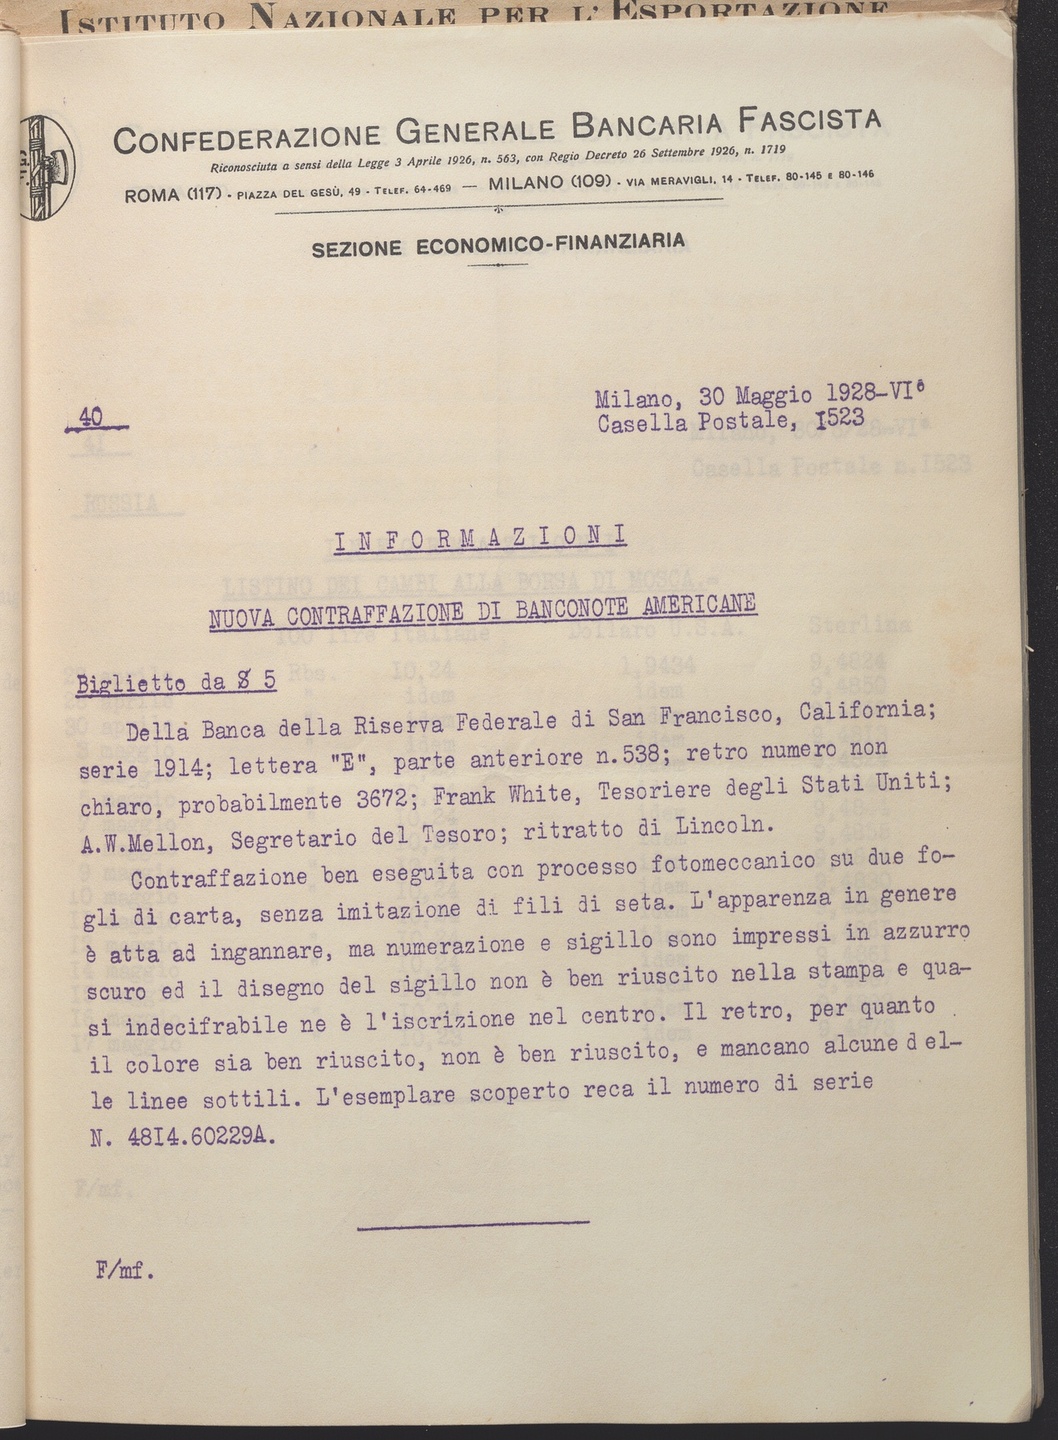 ISTITUTO NAZIONALE PER L'ESPORTAZIONE
CONFEDERAZIONE GENERALE BANCARIA FASCISTA
Riconosciuta a sensi della Legge 3 Aprile 1926, n. 563, con Regio Decreto 26 Settembre 1926, n. 1719
ROMA (117) - PIAZZA DEL GESÙ, 49 - TELEF. 64-469 — MILANO (109) - VIA MERAVIGLI, 14 - TELEF. 80-145 E 80-146
SEZIONE ECONOMICO-FINANZIARIA
Milano, 30 Maggio 1928-VI°
40
Casella Postale, I523
INFORMAZIONI
NUOVA CONTRAFFAZIONE DI BANCONOTE AMERICANE
Biglietto da $ 5
Della Banca della Riserva Federale di San Francisco, California;
serie 1914; lettera "E", parte anteriore n.538; retro numero non
chiaro, probabilmente 3672; Frank White, Tesoriere degli Stati Uniti;
A.W.Mellon, Segretario del Tesoro; ritratto di Lincoln.
Contraffazione ben eseguita con processo fotomeccanico su due fo-
gli di carta, senza imitazione di fili di seta. L'apparenza in genere
è atta ad ingannare, ma numerazione e sigillo sono impressi in azzurro
scuro ed il disegno del sigillo non è ben riuscito nella stampa e qua-
si indecifrabile ne è l'iscrizione nel centro. Il retro, per quanto
il colore sia ben riuscito, non è ben riuscito, e mancano alcune del-
le linee sottili. L'esemplare scoperto reca il numero di serie
N. 48I4.60229A.
F/mf.